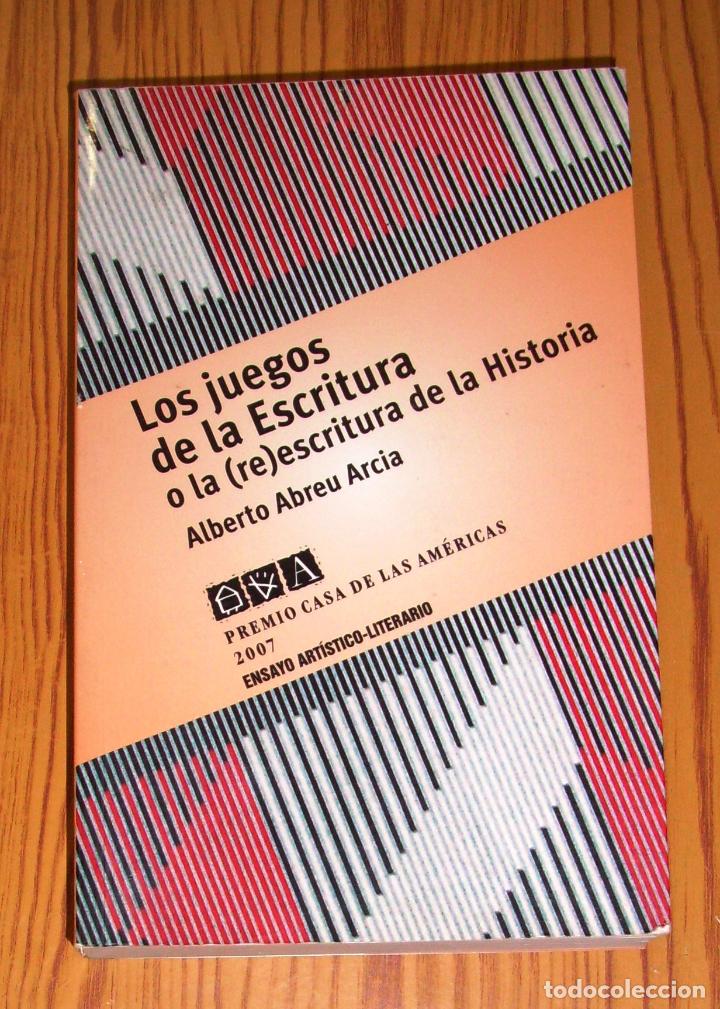 Los juegos
de la Escritura
o la (re)escritura de la Historia
Alberto Abreu Arcia
PREMIO CASA DE LAS AMÉRICAS
2007
ENSAYO ARTÍSTICO-LITERARIO
todocoleccion